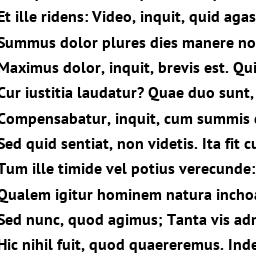 Et ille ridens: Video, inquit, quid agas
Summus dolor plures dies manere no
Maximus dolor, inquit, brevis est. Qui
Cur iustitia laudatur? Quae duo sunt,
Compensabatur, inquit, cum summis
Sed quid sentiat, non videtis. Ita fit cu
Tum ille timide vel potius verecunde:
Qualem igitur hominem natura inchoa
Sed nunc, quod agimus; Tanta vis adr
Hic nihil fuit, quod quaereremus. Inde